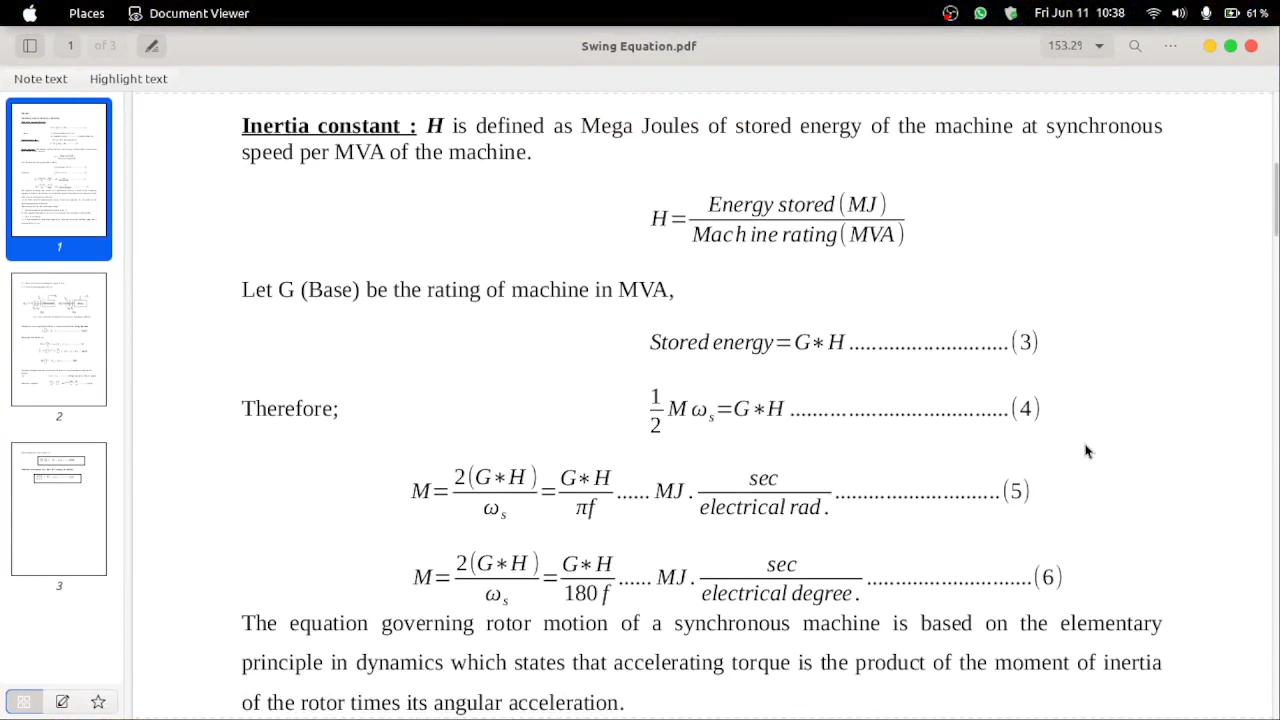 Places Document Viewer Fri Jun 11 10:38 61 %
1 of 3 Swing Equation.pdf 153.2%
Note text Highlight text
1
2
3
Inertia constant : H is defined as Mega Joules of stored energy of the machine at synchronous
speed per MVA of the machine.
H = Energy stored (MJ) / Machine rating (MVA)
Let G (Base) be the rating of machine in MVA,
Stored energy=G∗H ............................(3)
Therefore; 1/2 M ωs=G∗H .......................................(4)
M= 2(G∗H) / ωs = G∗H / πf ...... MJ . sec / electrical rad . .............................(5)
M= 2(G∗H) / ωs = G∗H / 180 f ...... MJ . sec / electrical degree . .............................(6)
The equation governing rotor motion of a synchronous machine is based on the elementary
principle in dynamics which states that accelerating torque is the product of the moment of inertia
of the rotor times its angular acceleration.